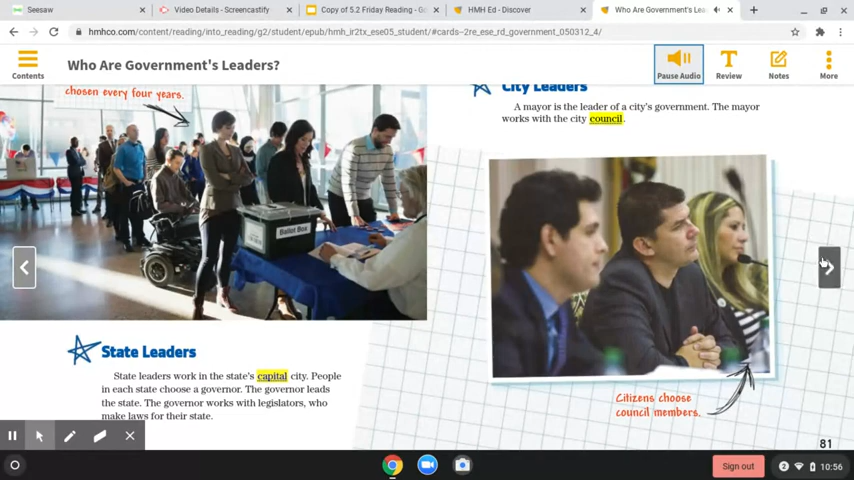 Seesaw
Video Details - Screencastify
Copy of 5.2 Friday Reading - Go
HMH Ed - Discover
Who Are Government's Lea
hmhco.com/content/reading/into_reading/g2/student/epub/hmh_ir2tx_ese05_student/#cards--2re_ese_rd_government_050312_4/
Contents
Who Are Government's Leaders?
Pause Audio
Review
Notes
More
chosen every four years.
Ballot Box
State Leaders
State leaders work in the state's capital city. People
in each state choose a governor. The governor leads
the state. The governor works with legislators, who
make laws for their state.
City Leaders
A mayor is the leader of a city's government. The mayor
works with the city council.
Citizens choose
council members.
81
Sign out
2
10:56